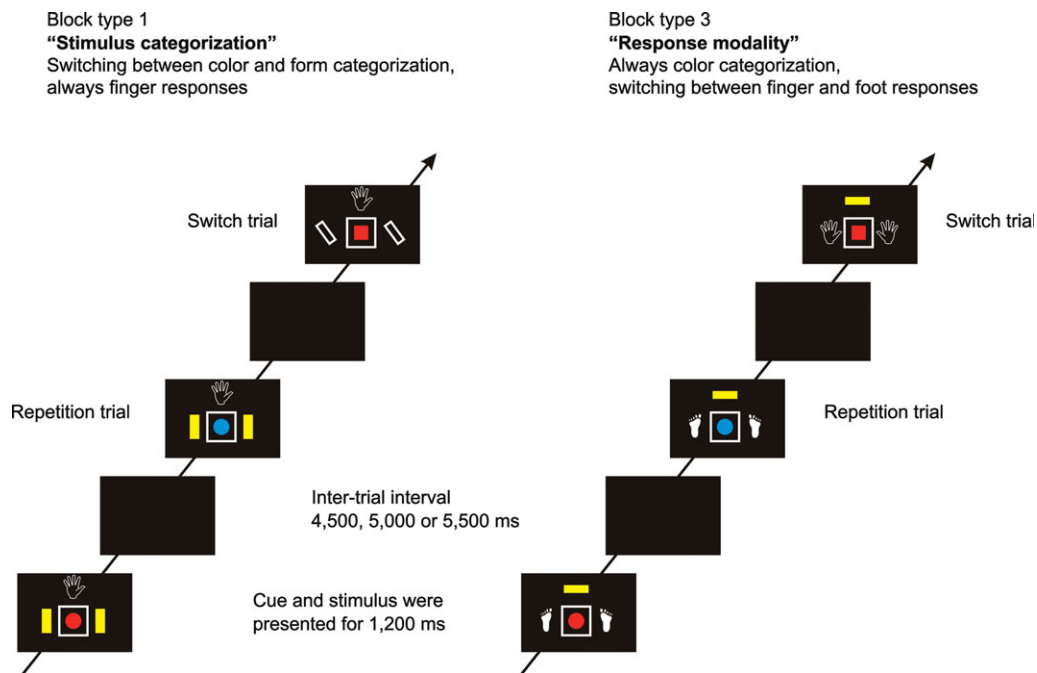 Block type 1
“Stimulus categorization”
Switching between color and form categorization,
always finger responses
Block type 3
“Response modality”
Always color categorization,
switching between finger and foot responses
Switch trial
Switch trial
Repetition trial
Repetition trial
Inter-trial interval
4,500, 5,000 or 5,500 ms
Cue and stimulus were
presented for 1,200 ms